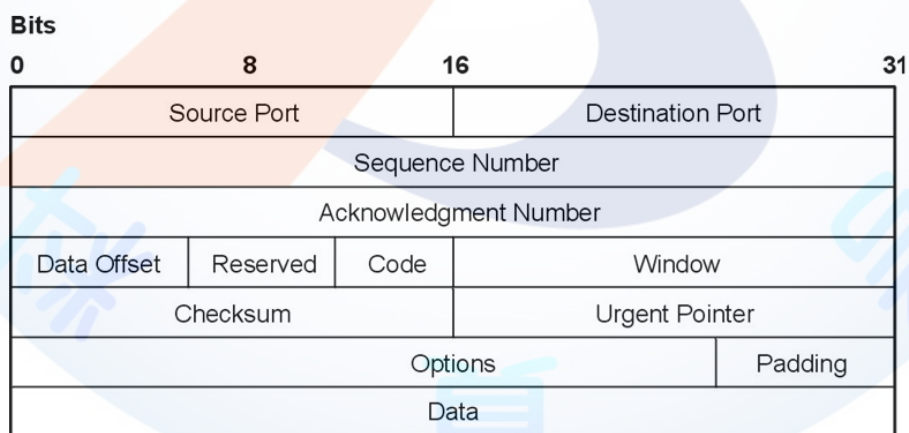 Bits
0 8 16 31
Source Port Destination Port
Sequence Number
Acknowledgment Number
Data Offset Reserved Code Window
Checksum Urgent Pointer
Options Padding
Data